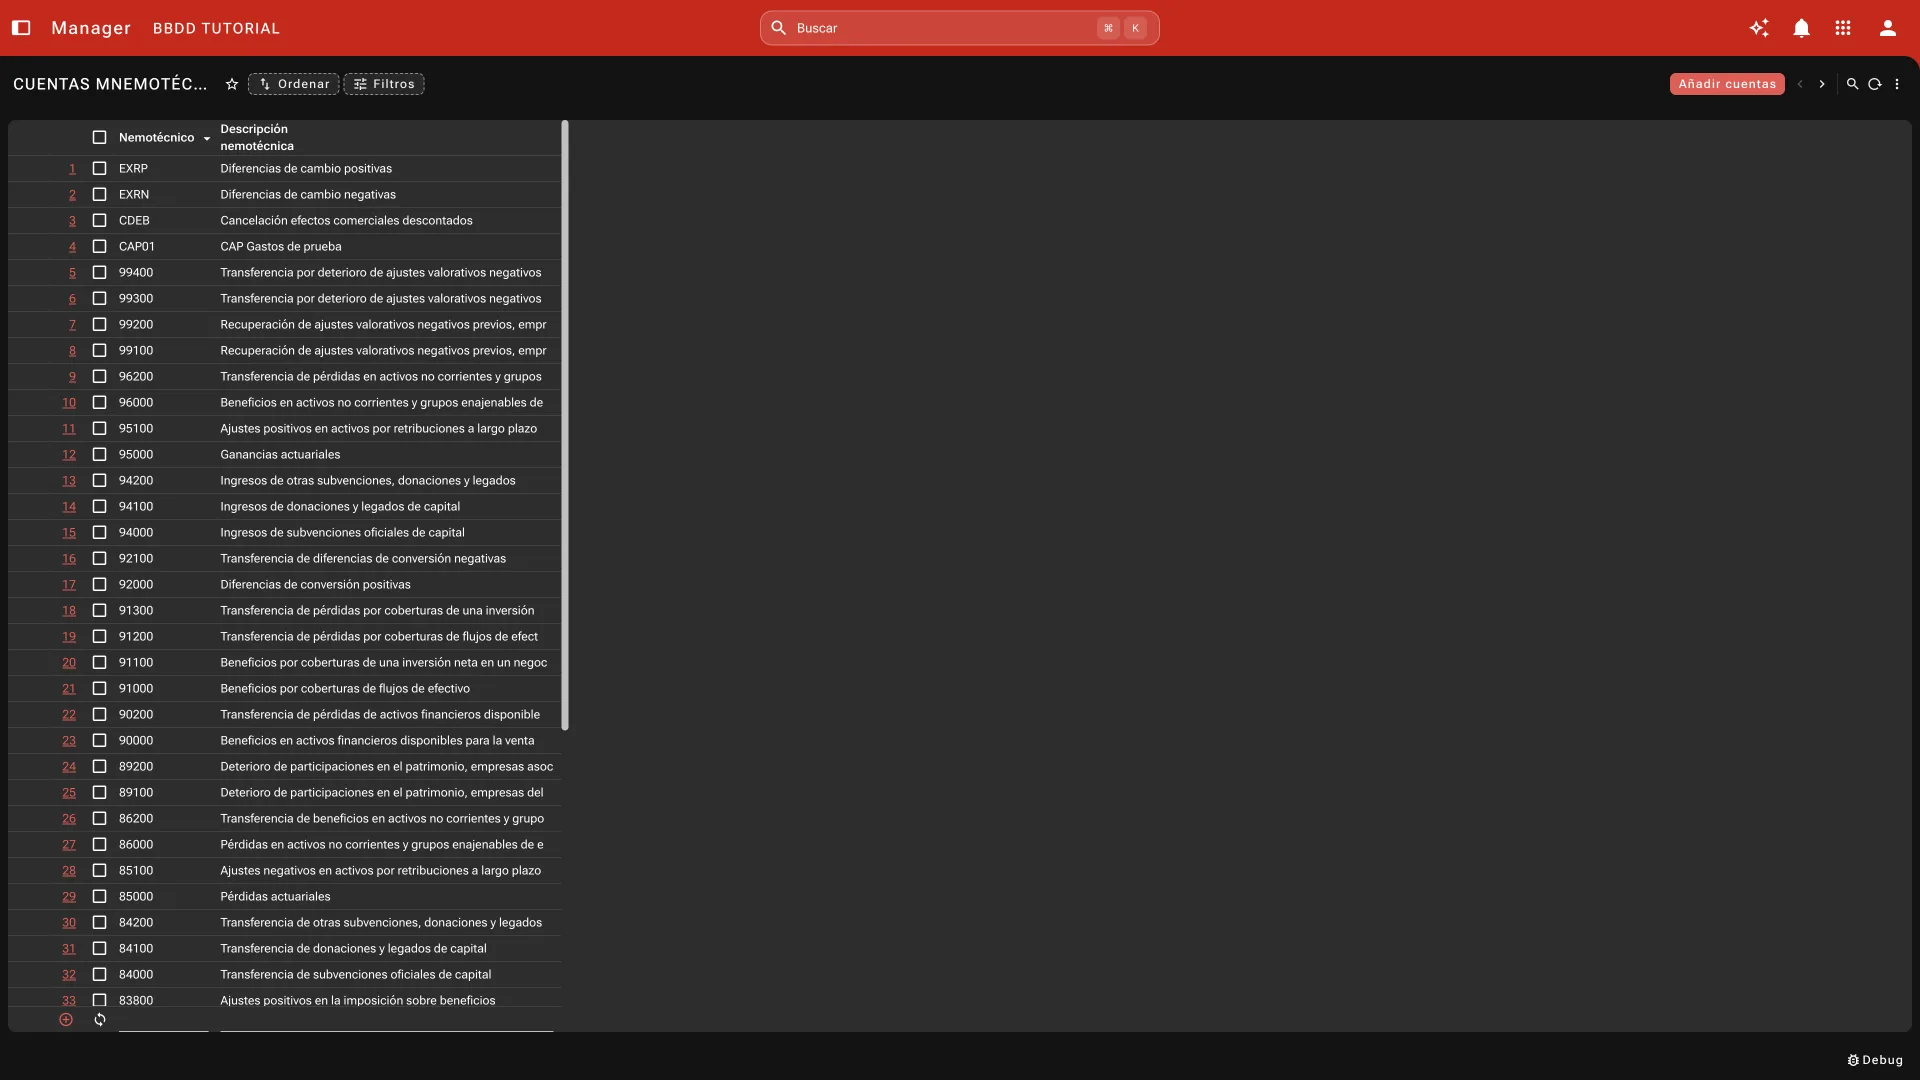 Manager BBDD TUTORIAL Buscar ⌘ K
CUENTAS MNEMOTÉC... Ordenar Filtros Añadir cuentas
Nemotécnico Descripción nemotécnica
1 EXRP Diferencias de cambio positivas
2 EXRN Diferencias de cambio negativas
3 CDEB Cancelación efectos comerciales descontados
4 CAP01 CAP Gastos de prueba
5 99400 Transferencia por deterioro de ajustes valorativos negativos
6 99300 Transferencia por deterioro de ajustes valorativos negativos
7 99200 Recuperación de ajustes valorativos negativos previos, empr
8 99100 Recuperación de ajustes valorativos negativos previos, empr
9 96200 Transferencia de pérdidas en activos no corrientes y grupos
10 96000 Beneficios en activos no corrientes y grupos enajenables de
11 95100 Ajustes positivos en activos por retribuciones a largo plazo
12 95000 Ganancias actuariales
13 94200 Ingresos de otras subvenciones, donaciones y legados
14 94100 Ingresos de donaciones y legados de capital
15 94000 Ingresos de subvenciones oficiales de capital
16 92100 Transferencia de diferencias de conversión negativas
17 92000 Diferencias de conversión positivas
18 91300 Transferencia de pérdidas por coberturas de una inversión
19 91200 Transferencia de pérdidas por coberturas de flujos de efect
20 91100 Beneficios por coberturas de una inversión neta en un negoc
21 91000 Beneficios por coberturas de flujos de efectivo
22 90200 Transferencia de pérdidas de activos financieros disponible
23 90000 Beneficios en activos financieros disponibles para la venta
24 89200 Deterioro de participaciones en el patrimonio, empresas asoc
25 89100 Deterioro de participaciones en el patrimonio, empresas del
26 86200 Transferencia de beneficios en activos no corrientes y grupo
27 86000 Pérdidas en activos no corrientes y grupos enajenables de e
28 85100 Ajustes negativos en activos por retribuciones a largo plazo
29 85000 Pérdidas actuariales
30 84200 Transferencia de otras subvenciones, donaciones y legados
31 84100 Transferencia de donaciones y legados de capital
32 84000 Transferencia de subvenciones oficiales de capital
33 83800 Ajustes positivos en la imposición sobre beneficios
Debug